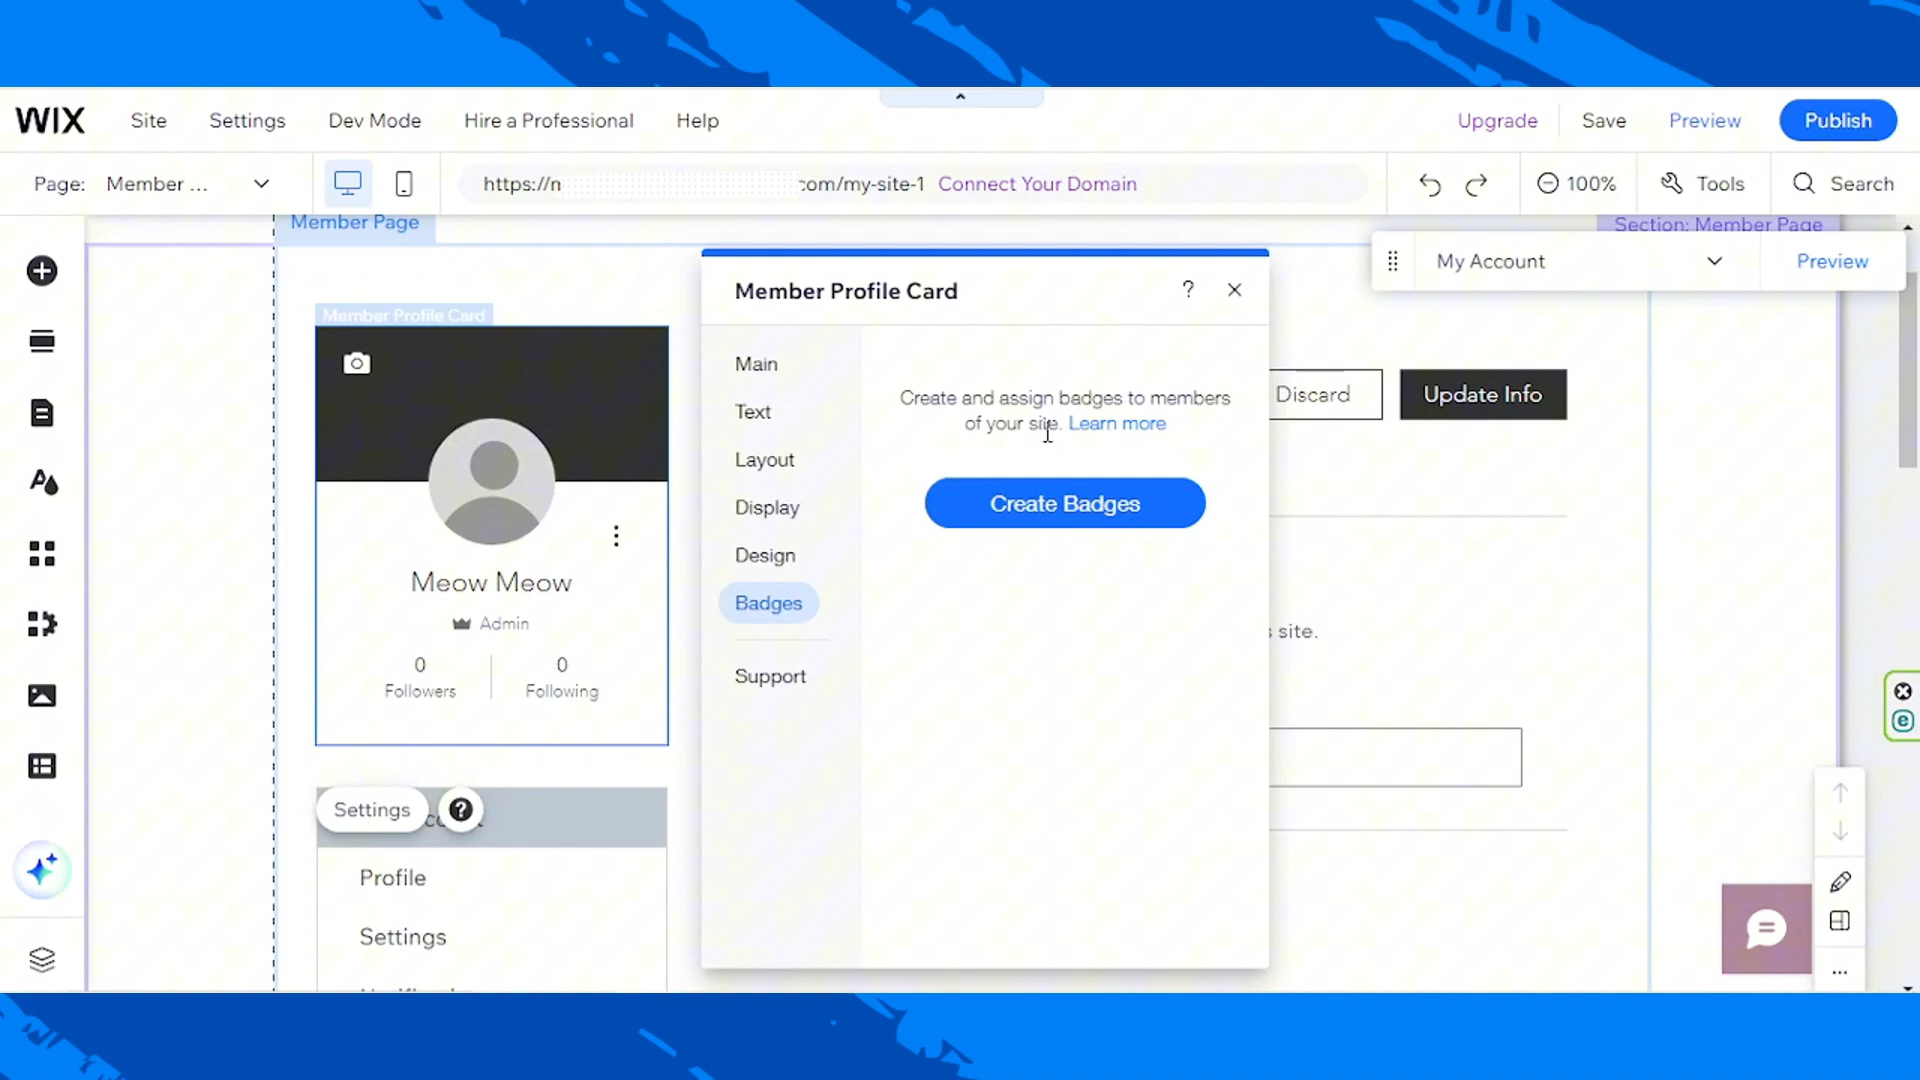 WIX Site Settings Dev Mode Hire a Professional Help Upgrade Save Preview Publish
Page: Member ... https://n com/my-site-1 Connect Your Domain 100% Tools Search
Member Page
Section: Member Page
My Account Preview
Member Profile Card
Meow Meow
Admin
0 0
Followers Following
Settings ?
Profile
Settings
Member Profile Card ?
Main
Text
Layout
Display
Design
Badges
Support
Create and assign badges to members
of your site. Learn more
Create Badges
Discard Update Info
site.